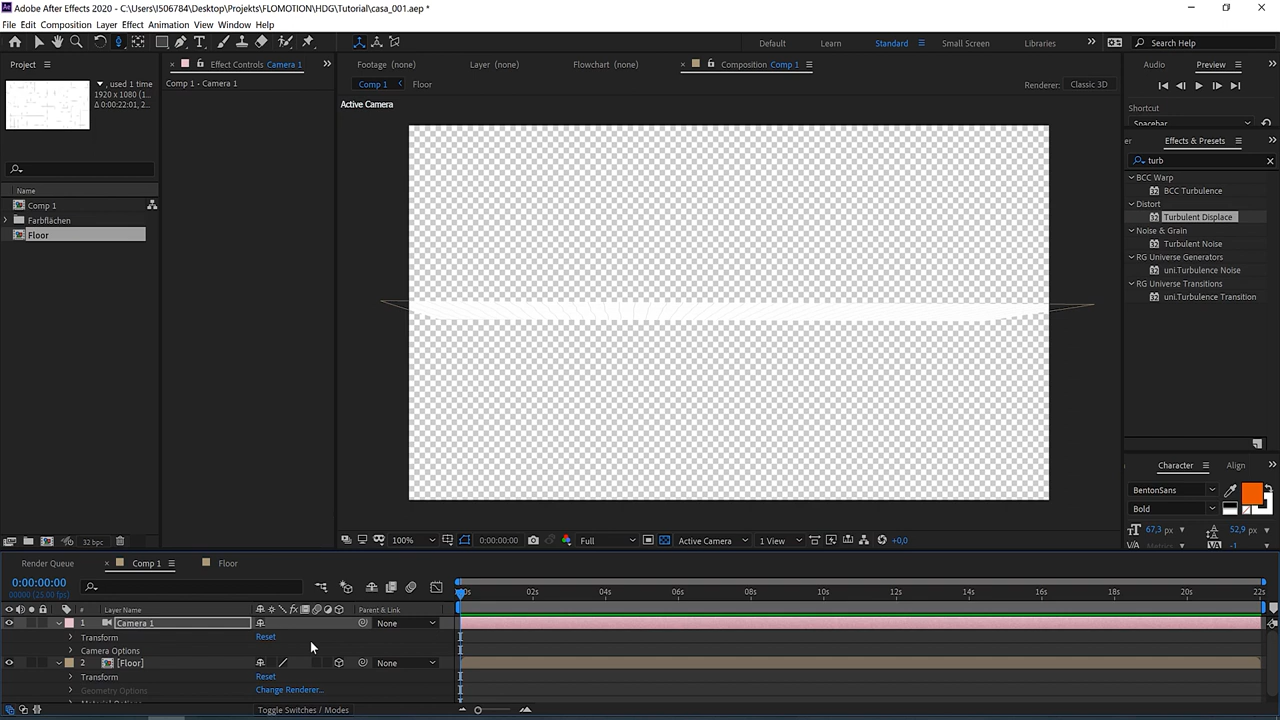 Adobe After Effects 2020 - C:\Users\I506784\Desktop\Projekts\FLOMOTION\HDG\Tutorial\casa_001.aep *
File Edit Composition Layer Effect Animation View Window Help
Default Learn Standard Small Screen Libraries Search Help
Project
Effect Controls Camera 1
Footage (none) Layer (none) Flowchart (none) Composition Comp 1
Audio Preview
Comp 1 - Camera 1
Comp 1 Floor Renderer: Classic 3D
, used 1 time
1920 x 1080 (1...
Δ 0:00:22:01, 2...
Active Camera
Shortcut
Spacebar
Effects & Presets
turb
BCC Warp
BCC Turbulence
Distort
Turbulent Displace
Noise & Grain
Turbulent Noise
RG Universe Generators
uni.Turbulence Noise
RG Universe Transitions
uni.Turbulence Transition
Name
Comp 1
Farbflächen
Floor
Character Align
BentonSans
Bold
67,3 px 52,9 px
Metrics
32 bpc
100% 0:00:00:00 Full Active Camera 1 View +0,0
Render Queue Comp 1 Floor
0:00:00:00
00000 (25.00 fps)
02s 04s 06s 08s 10s 12s 14s 16s 18s 20s 22s
# Layer Name Parent & Link
1 Camera 1 None
Transform Reset
Camera Options
2 [Floor] None
Transform Reset
Geometry Options Change Renderer...
Toggle Switches / Modes